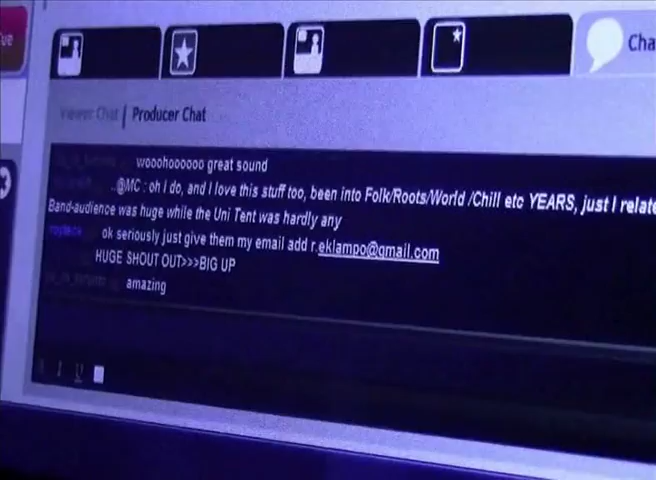 Cha
Viewer Chat | Producer Chat
wooohoooooo great sound
..@MC : oh I do, and I love this stuff too, been into Folk/Roots/World /Chill etc YEARS, just I relate
Band-audience was huge while the Uni Tent was hardly any
ok seriously just give them my email add r.eklampo@gmail.com
HUGE SHOUT OUT>>>BIG UP
amazing
I U